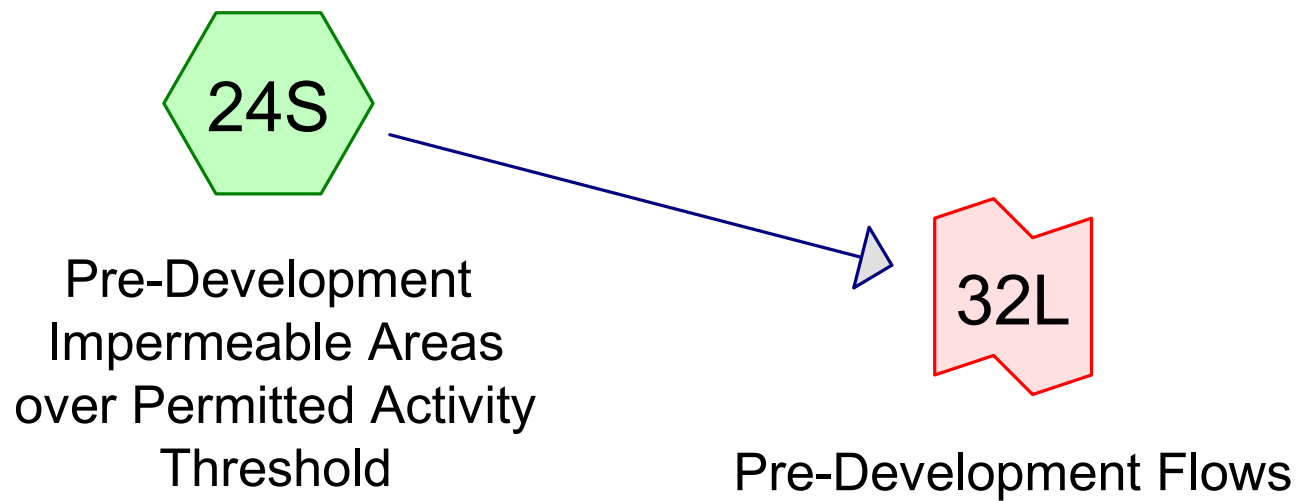 24S
Pre-Development
Impermeable Areas
over Permitted Activity
Threshold
32L
Pre-Development Flows